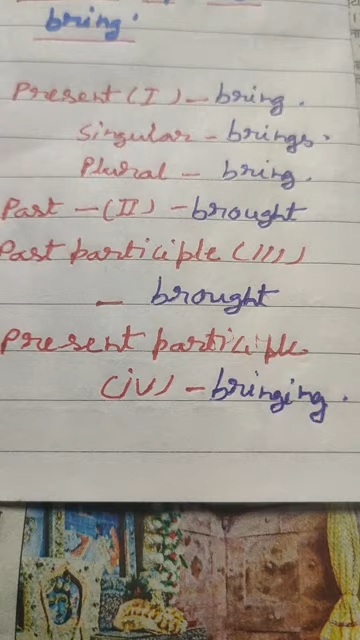 bring.
Present (I) - bring.
Singular - brings.
Plural - bring.
Past - (II) - brought
Past participle (III)
- brought
Present participle
(iv) - bringing.